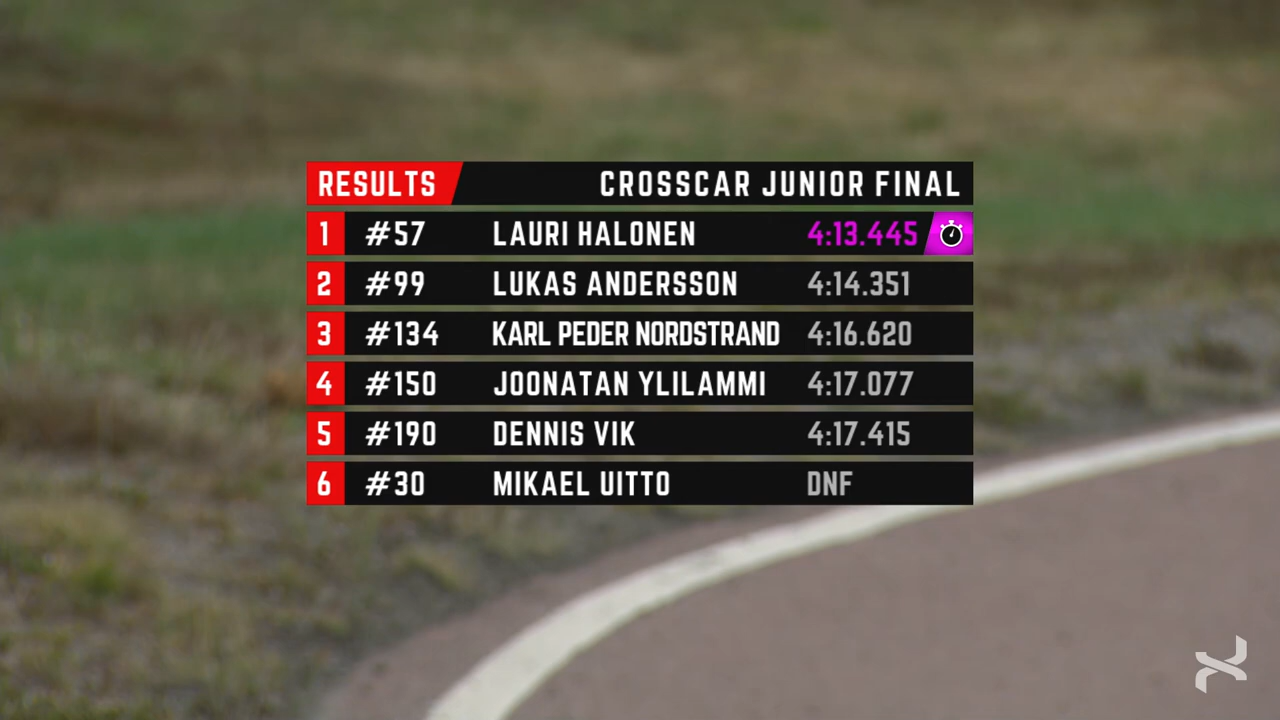 RESULTS CROSSCAR JUNIOR FINAL
1 #57 LAURI HALONEN 4:13.445
2 #99 LUKAS ANDERSSON 4:14.351
3 #134 KARL PEDER NORDSTRAND 4:16.620
4 #150 JOONATAN YLILAMMI 4:17.077
5 #190 DENNIS VIK 4:17.415
6 #30 MIKAEL UITTO DNF